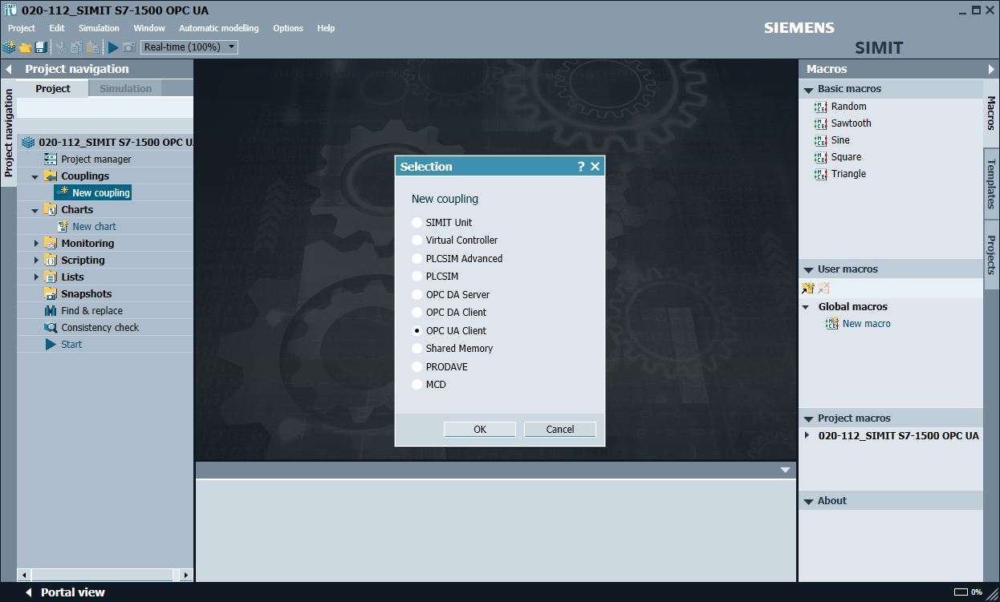 020-112_SIMIT S7-1500 OPC UA
Project Edit Simulation Window Automatic modelling Options Help
SIEMENS
SIMIT
Real-time (100%)
Project navigation
Project Simulation
Project navigation
020-112_SIMIT S7-1500 OPC U
Project manager
Couplings
New coupling
Charts
New chart
Monitoring
Scripting
Lists
Snapshots
Find & replace
Consistency check
Start
Selection ?
New coupling
SIMIT Unit
Virtual Controller
PLCSIM Advanced
PLCSIM
OPC DA Server
OPC DA Client
OPC UA Client
Shared Memory
PRODAVE
MCD
OK Cancel
Macros
Basic macros
Random
Sawtooth
Sine
Square
Triangle
User macros
Global macros
New macro
Project macros
020-112_SIMIT S7-1500 OPC UA
About
Macros
Templates
Projects
Portal view
0%